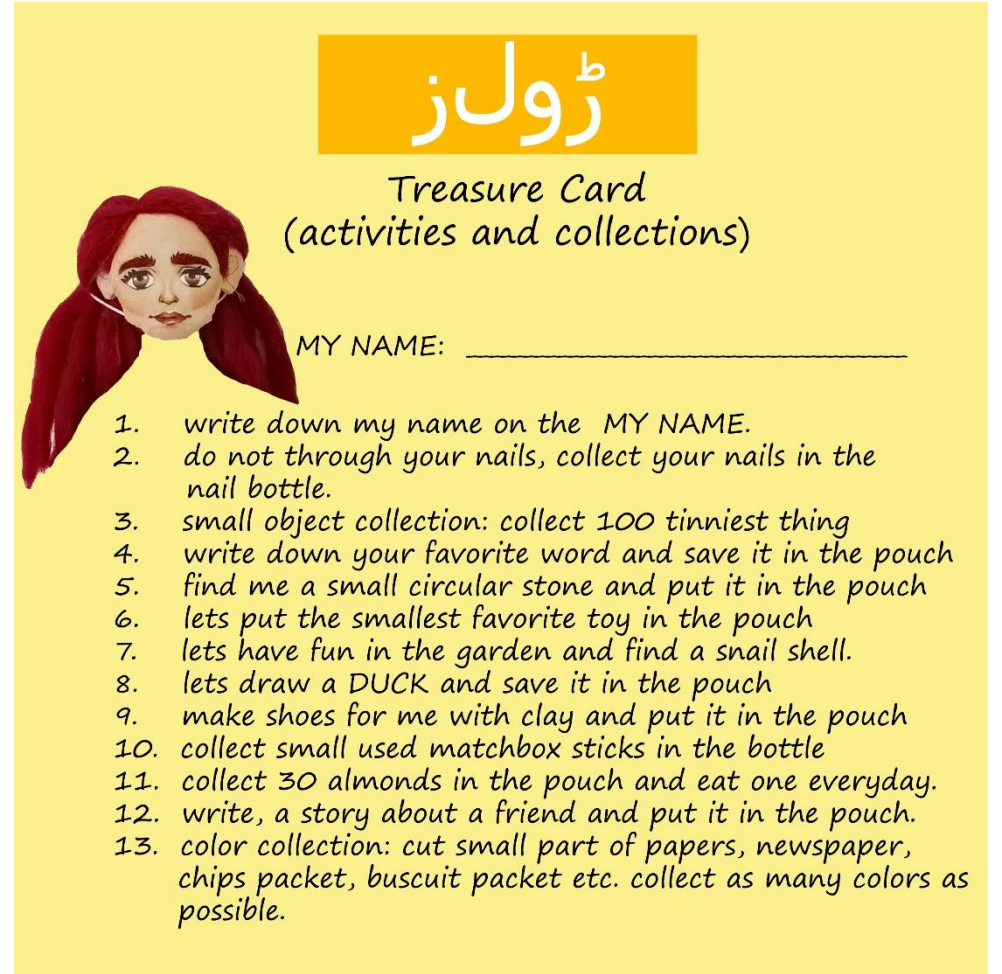 ڑولز
Treasure Card
(activities and collections)
MY NAME: ____________________
1. write down my name on the MY NAME.
2. do not through your nails, collect your nails in the
nail bottle.
3. small object collection: collect 100 tinniest thing
4. write down your favorite word and save it in the pouch
5. find me a small circular stone and put it in the pouch
6. lets put the smallest favorite toy in the pouch
7. lets have fun in the garden and find a snail shell.
8. lets draw a DUCK and save it in the pouch
9. make shoes for me with clay and put it in the pouch
10. collect small used matchbox sticks in the bottle
11. collect 30 almonds in the pouch and eat one everyday.
12. write, a story about a friend and put it in the pouch.
13. color collection: cut small part of papers, newspaper,
chips packet, buscuit packet etc. collect as many colors as
possible.